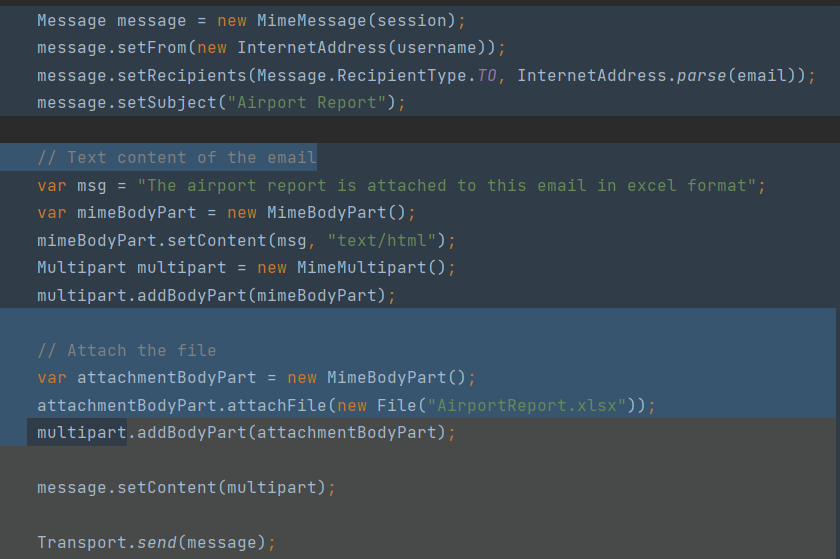 Message message = new MimeMessage(session);
message.setFrom(new InternetAddress(username));
message.setRecipients(Message.RecipientType.TO, InternetAddress.parse(email));
message.setSubject("Airport Report");
// Text content of the email
var msg = "The airport report is attached to this email in excel format";
var mimeBodyPart = new MimeBodyPart();
mimeBodyPart.setContent(msg, "text/html");
Multipart multipart = new MimeMultipart();
multipart.addBodyPart(mimeBodyPart);
// Attach the file
var attachmentBodyPart = new MimeBodyPart();
attachmentBodyPart.attachFile(new File("AirportReport.xlsx"));
multipart.addBodyPart(attachmentBodyPart);
message.setContent(multipart);
Transport.send(message);